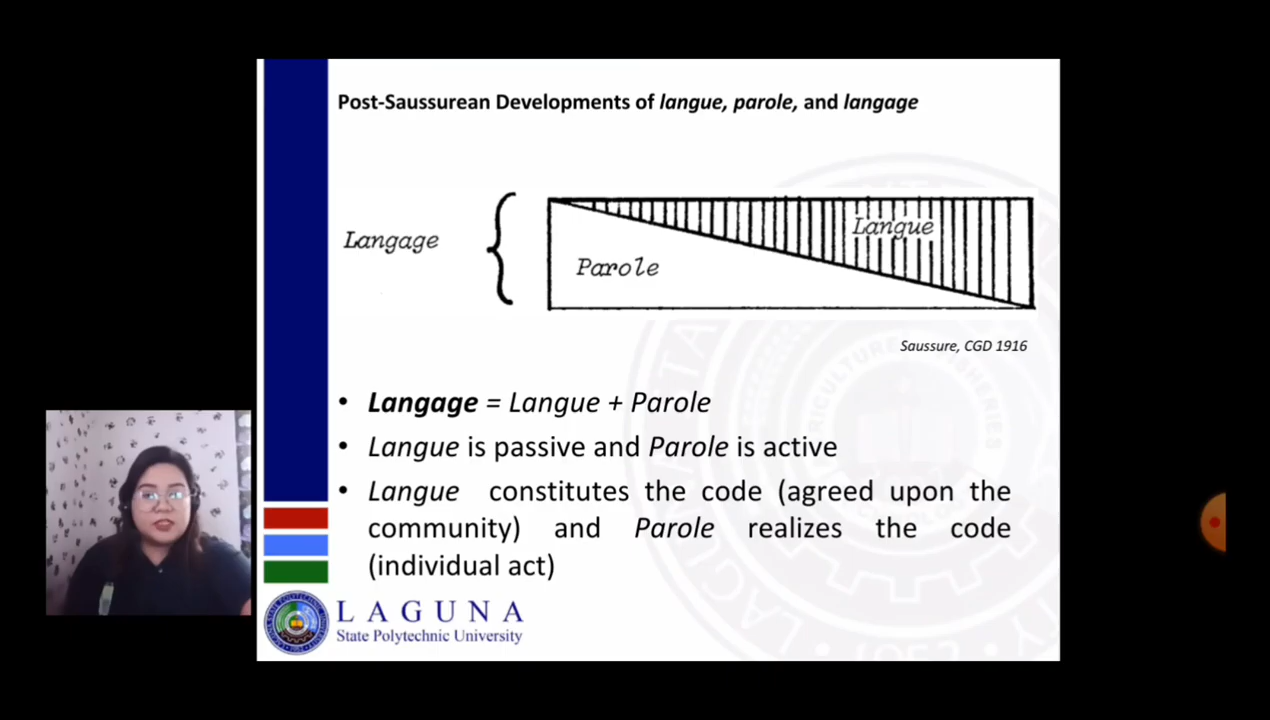 Post-Saussurean Developments of langue, parole, and langage
Langage
Langue
Parole
Saussure, CGD 1916
• Langage = Langue + Parole
• Langue is passive and Parole is active
• Langue constitutes the code (agreed upon the
community) and Parole realizes the code
(individual act)
LAGUNA
State Polytechnic University